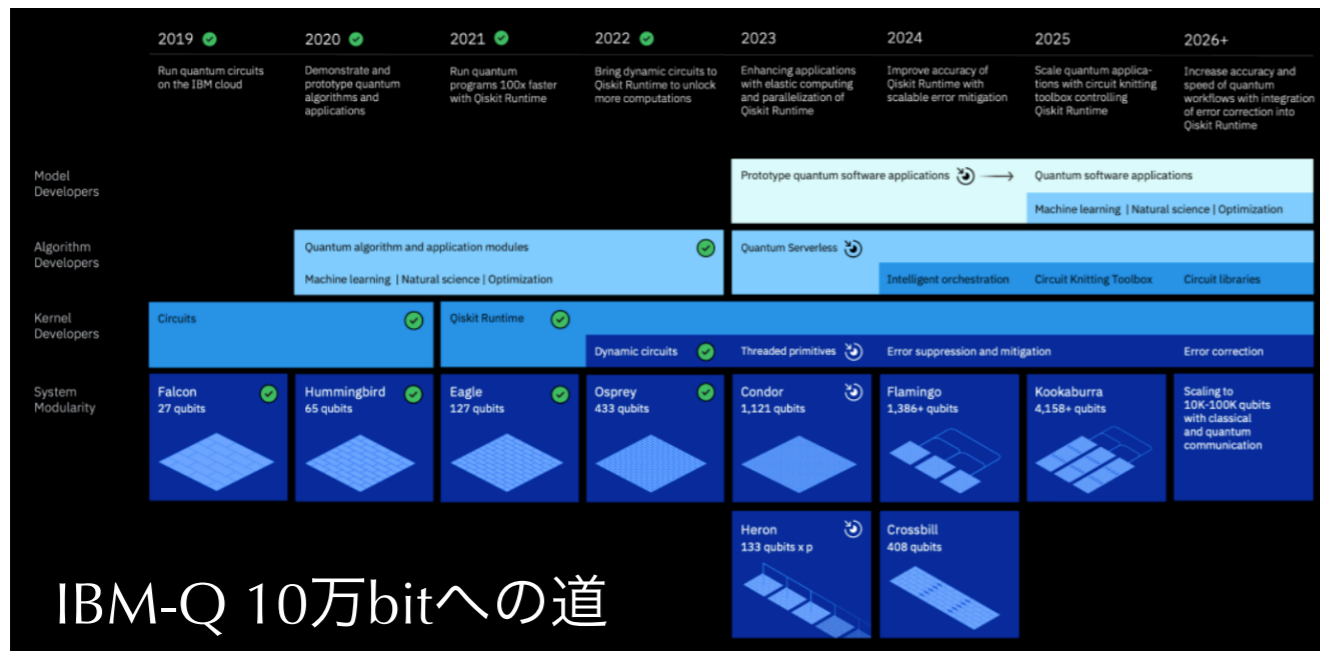 2019
2020
2021
2022
2023
2024
2025
2026+
Run quantum circuits
on the IBM cloud
Demonstrate and
prototype quantum
algorithms and
applications
Run quantum
programs 100x faster
with Qiskit Runtime
Bring dynamic circuits to
Qiskit Runtime to unlock
more computations
Enhancing applications
with elastic computing
and parallelization of
Qiskit Runtime
Improve accuracy of
Qiskit Runtime with
scalable error mitigation
Scale quantum applica-
tions with circuit knitting
toolbox controlling
Qiskit Runtime
Increase accuracy and
speed of quantum
workflows with integration
of error correction into
Qiskit Runtime
Model
Developers
Prototype quantum software applications
Quantum software applications
Machine learning | Natural science | Optimization
Algorithm
Developers
Quantum algorithm and application modules
Machine learning | Natural science | Optimization
Quantum Serverless
Intelligent orchestration
Circuit Knitting Toolbox
Circuit libraries
Kernel
Developers
Circuits
Qiskit Runtime
Dynamic circuits
Threaded primitives
Error suppression and mitigation
Error correction
System
Modularity
Falcon
27 qubits
Hummingbird
65 qubits
Eagle
127 qubits
Osprey
433 qubits
Condor
1,121 qubits
Flamingo
1,386+ qubits
Kookaburra
4,158+ qubits
Scaling to
10K-100K qubits
with classical
and quantum
communication
Heron
133 qubits x p
Crossbill
408 qubits
IBM-Q 10万bitへの道